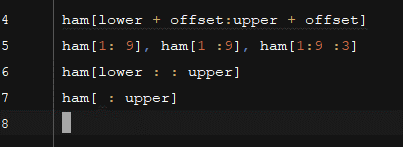 4 ham[lower + offset:upper + offset]
5 ham[1: 9], ham[1 :9], ham[1:9 :3]
6 ham[lower : : upper]
7 ham[ : upper]
8